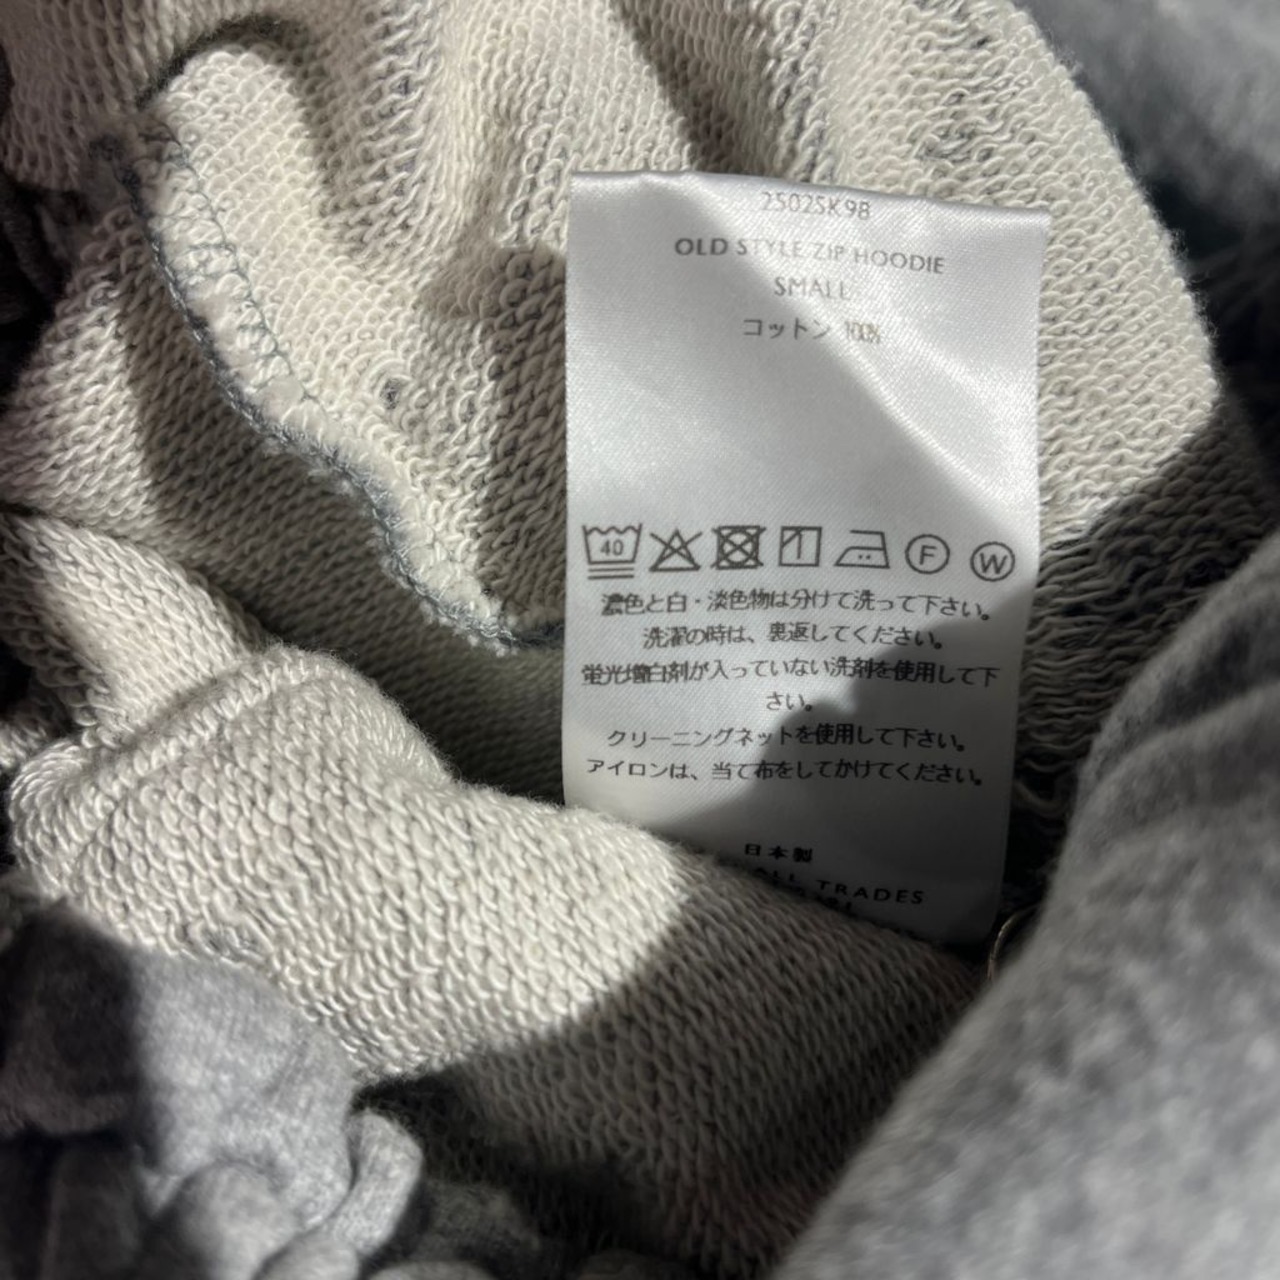 25025K98
OLD STYLE ZIP HOODIE
SMALL
コットン 100%
40
F W
濃色と白・淡色物は分けて洗って下さい。
洗濯の時は、裏返してください。
蛍光増白剤が入っていない洗剤を使用して下
さい。
クリーニングネットを使用して下さい。
アイロンは、当て布をしてかけてください。
日本製
ALL TRADES